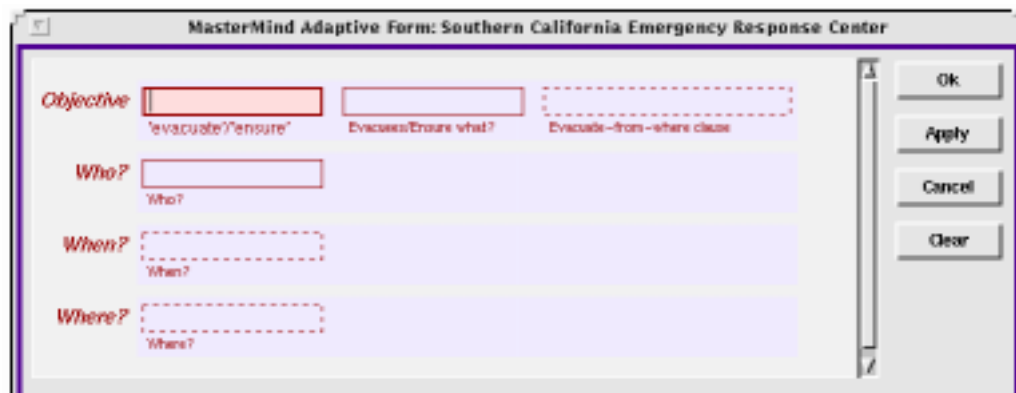 MasterMind Adaptive Form: Southern California Emergency Response Center
Objective
"evacuate"/"ensure"
Evacuees/Ensure what?
Evacuate-from-where clause
Who?
Who?
When?
When?
Where?
Where?
Ok
Apply
Cancel
Clear